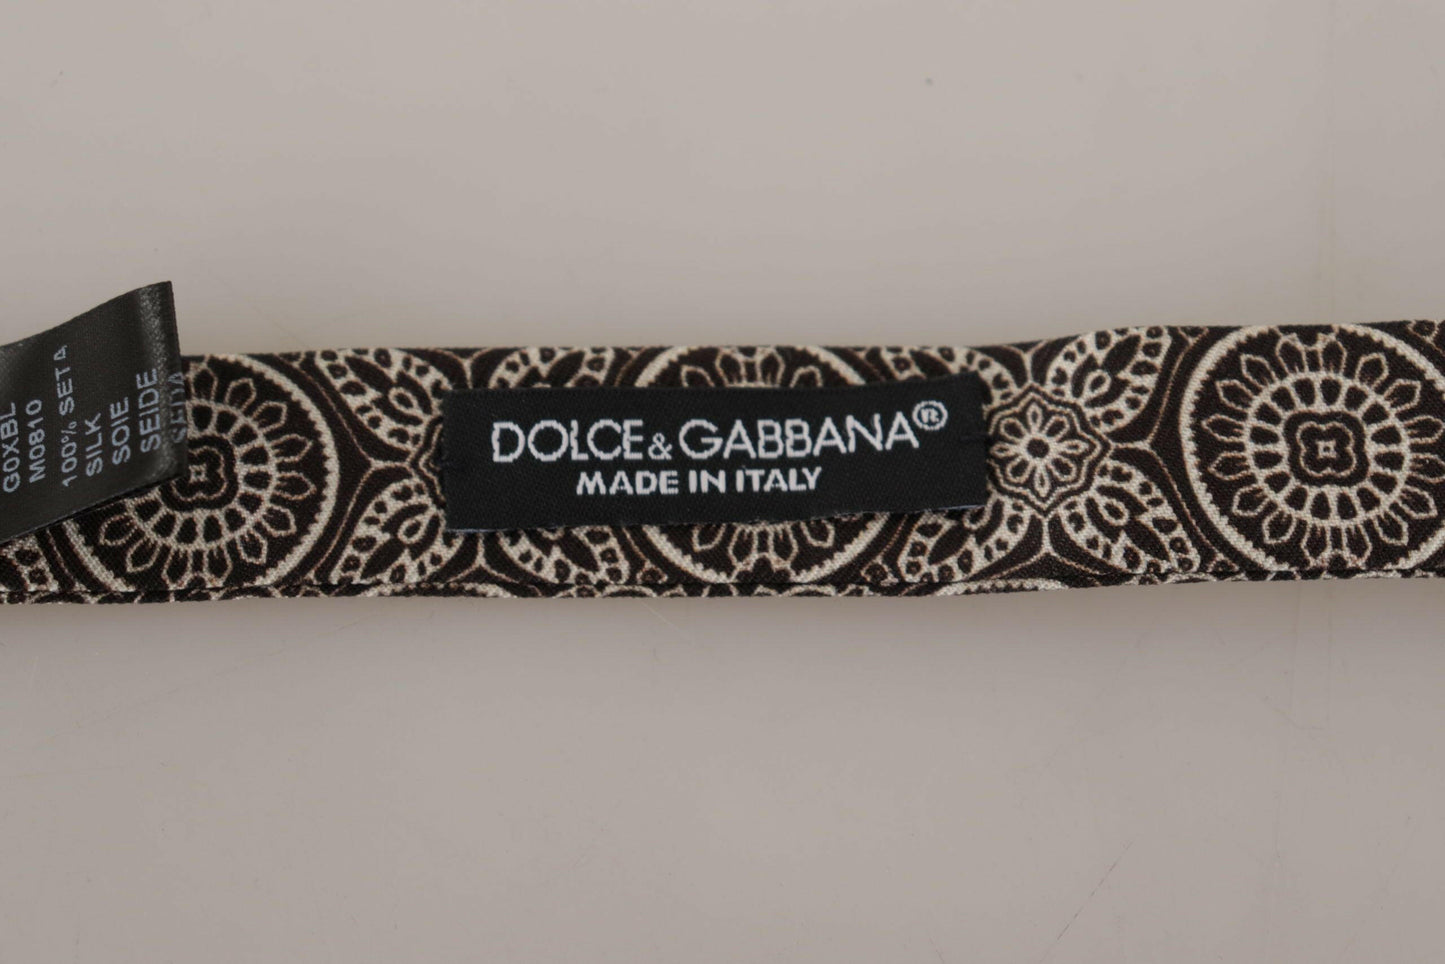 G0XBL
M0810
100% SETA
SILK
SOIE
SEIDE
DOLCE&GABBANA®
MADE IN ITALY